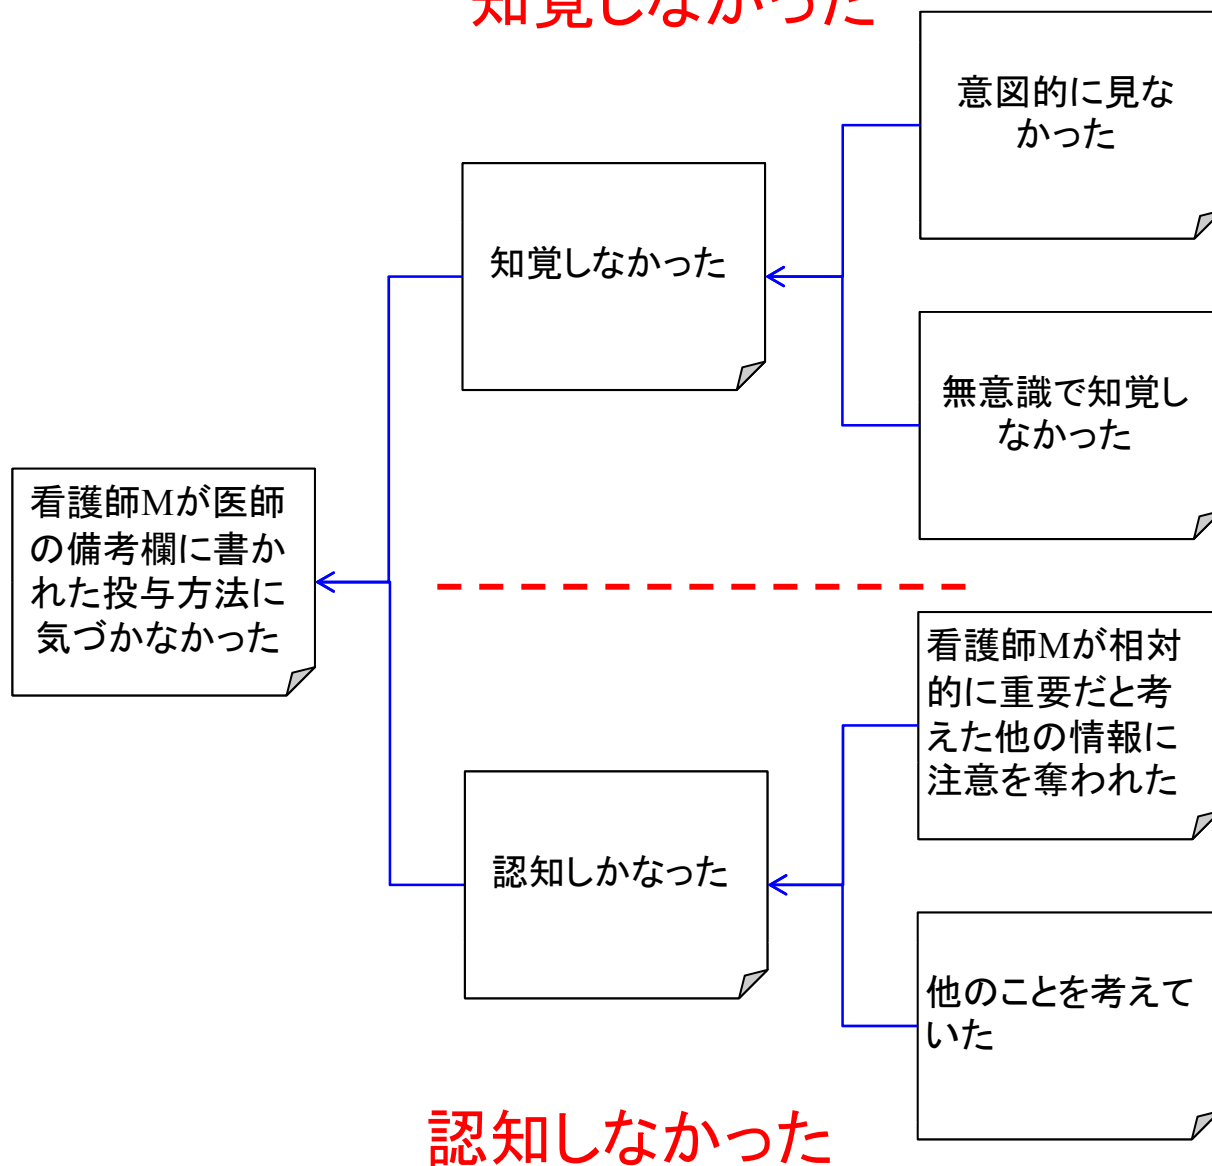 知覚しなかった
意図的に見な
かった
知覚しなかった
無意識で知覚し
なかった
看護師Mが医師
の備考欄に書か
れた投与方法に
気づかなかった
看護師Mが相対
的に重要だと考
えた他の情報に
注意を奪われた
認知しかなった
他のことを考えて
いた
認知しなかった